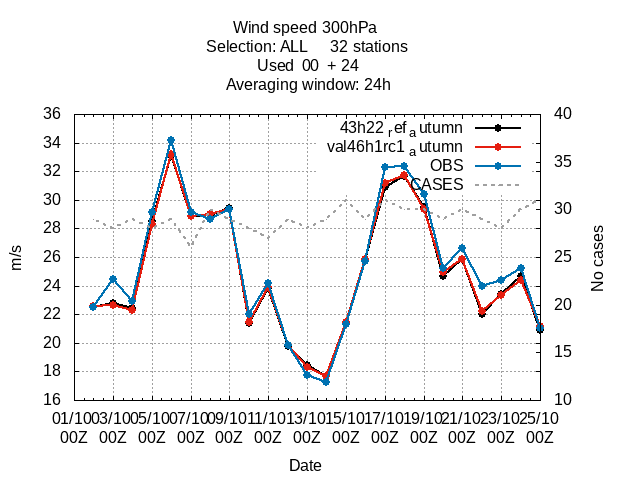 Wind speed 300hPa
Selection: ALL 32 stations
Used 00 + 24
Averaging window: 24h
43h22ref autumn
val46h1rc1 autumn
OBS
CASES
36
34
32
30
28
26
24
22
20
18
16
m/s
40
35
30
25
20
15
10
No cases
01/10 03/10 05/10 07/10 09/10 11/10 13/10 15/10 17/10 19/10 21/10 23/10 25/10
00Z 00Z 00Z 00Z 00Z 00Z 00Z 00Z 00Z 00Z 00Z 00Z 00Z
Date